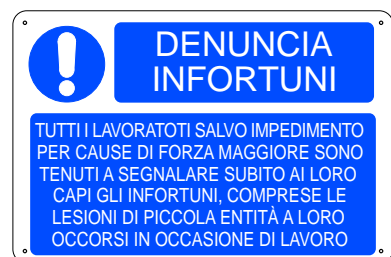 DENUNCIA
INFORTUNI
TUTTI I LAVORATOTI SALVO IMPEDIMENTO
PER CAUSE DI FORZA MAGGIORE SONO
TENUTI A SEGNALARE SUBITO AI LORO
CAPI GLI INFORTUNI, COMPRESE LE
LESIONI DI PICCOLA ENTITÀ A LORO
OCCORSI IN OCCASIONE DI LAVORO